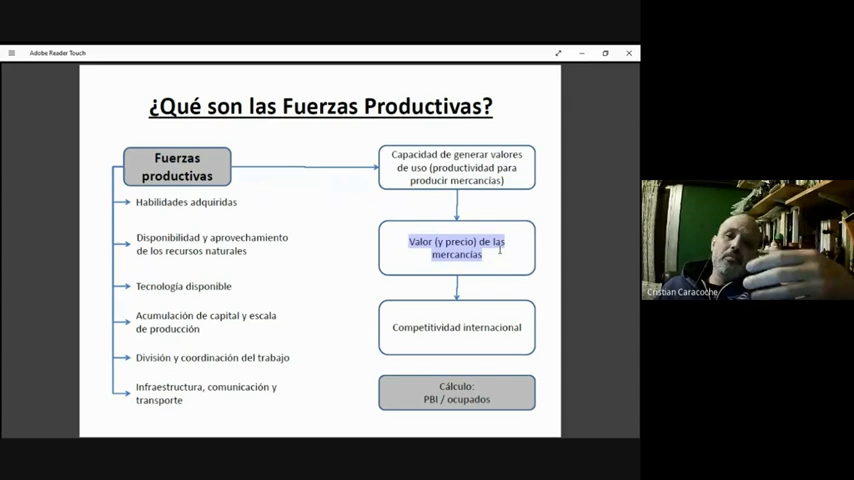 Adobe Reader Touch
¿Qué son las Fuerzas Productivas?
Fuerzas
productivas
Habilidades adquiridas
Disponibilidad y aprovechamiento
de los recursos naturales
Tecnología disponible
Acumulación de capital y escala
de producción
División y coordinación del trabajo
Infraestructura, comunicación y
transporte
Capacidad de generar valores
de uso (productividad para
producir mercancías)
Valor (y precio) de las
mercancías
Competitividad internacional
Cálculo:
PBI / ocupados
Cristian Caracoche